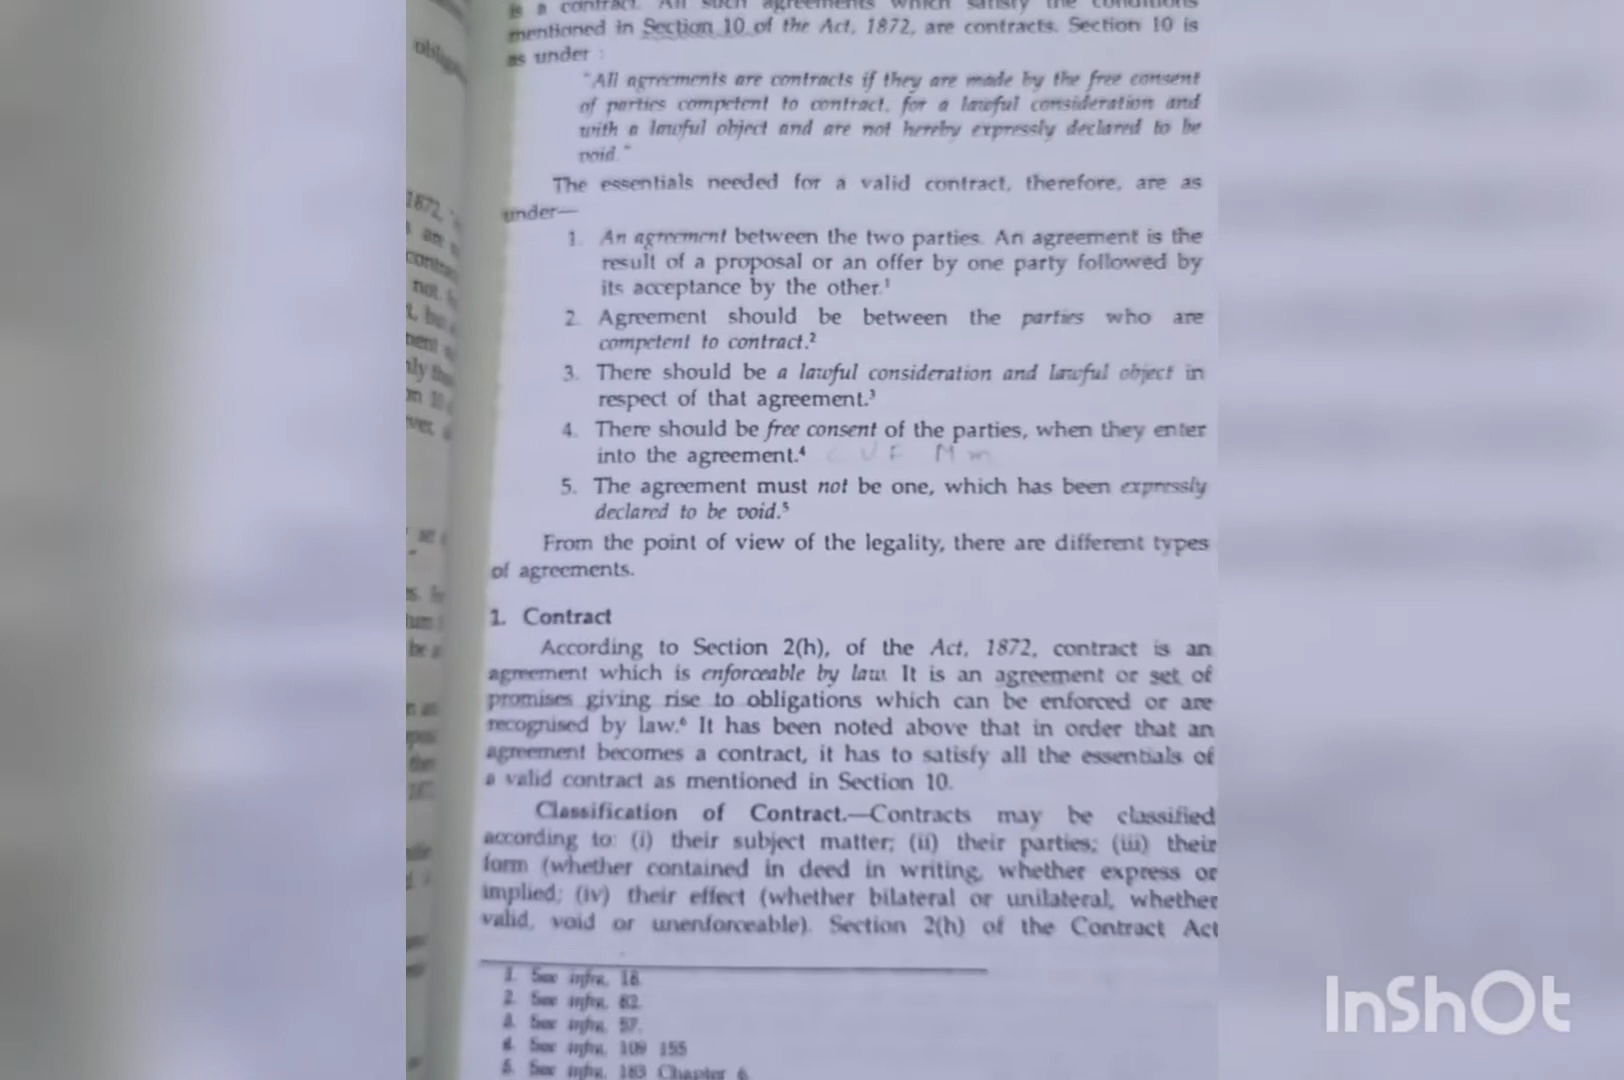 is a contract. All such agreements which satisfy the conditions
mentioned in Section 10 of the Act, 1872, are contracts. Section 10 is
as under :
"All agreements are contracts if they are made by the free consent
of parties competent to contract, for a lawful consideration and
with a lawful object and are not hereby expressly declared to be
void."
The essentials needed for a valid contract, therefore, are as
under—
1. An agreement between the two parties. An agreement is the
result of a proposal or an offer by one party followed by
its acceptance by the other.¹
2. Agreement should be between the parties who are
competent to contract.²
3. There should be a lawful consideration and lawful object in
respect of that agreement.³
4. There should be free consent of the parties, when they enter
into the agreement.⁴ C U F M m
5. The agreement must not be one, which has been expressly
declared to be void.⁵
From the point of view of the legality, there are different types
of agreements.
1. Contract
According to Section 2(h), of the Act, 1872, contract is an
agreement which is enforceable by law. It is an agreement or set of
promises giving rise to obligations which can be enforced or are
recognised by law.⁶ It has been noted above that in order that an
agreement becomes a contract, it has to satisfy all the essentials of
a valid contract as mentioned in Section 10.
Classification of Contract.—Contracts may be classified
according to: (i) their subject matter; (ii) their parties; (iii) their
form (whether contained in deed in writing, whether express or
implied; (iv) their effect (whether bilateral or unilateral, whether
valid, void or unenforceable). Section 2(h) of the Contract Act
1. See infra, 18.
2. See infra, 82.
3. See infra, 57.
4. See infra, 109 155
5. See infra, 183 Chapter 6
InShOt